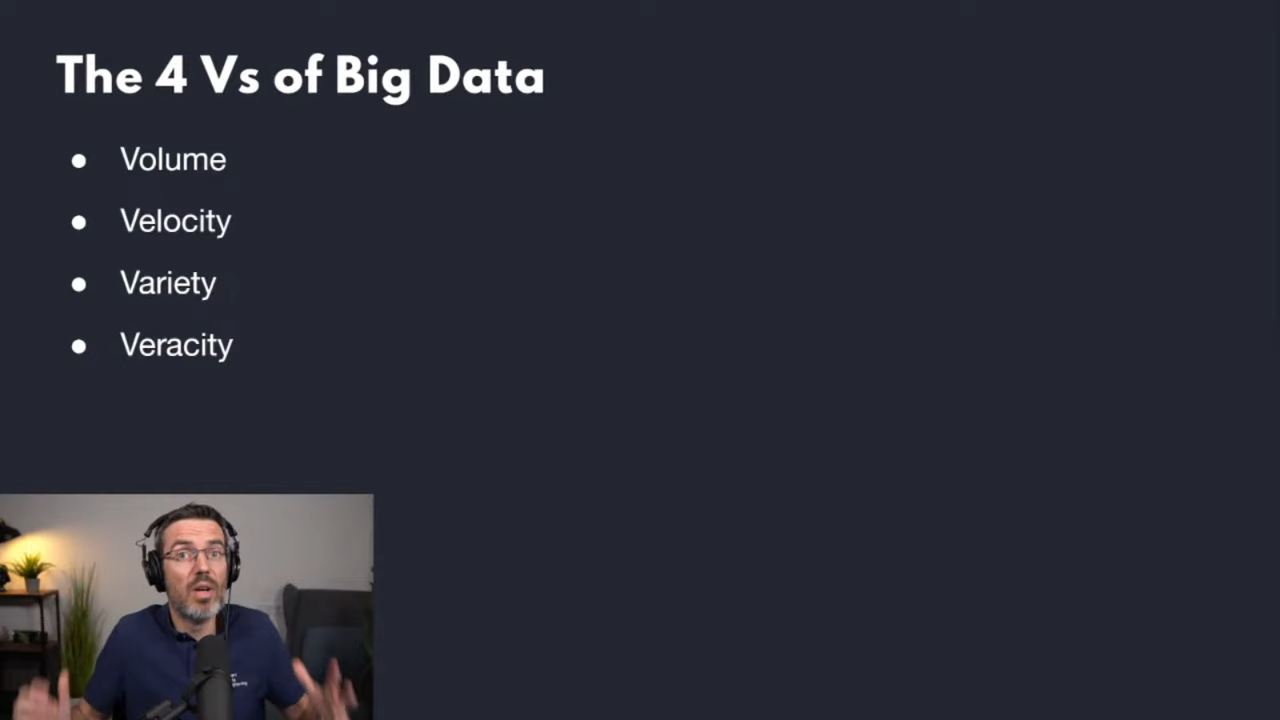 The 4 Vs of Big Data
● Volume
● Velocity
● Variety
● Veracity